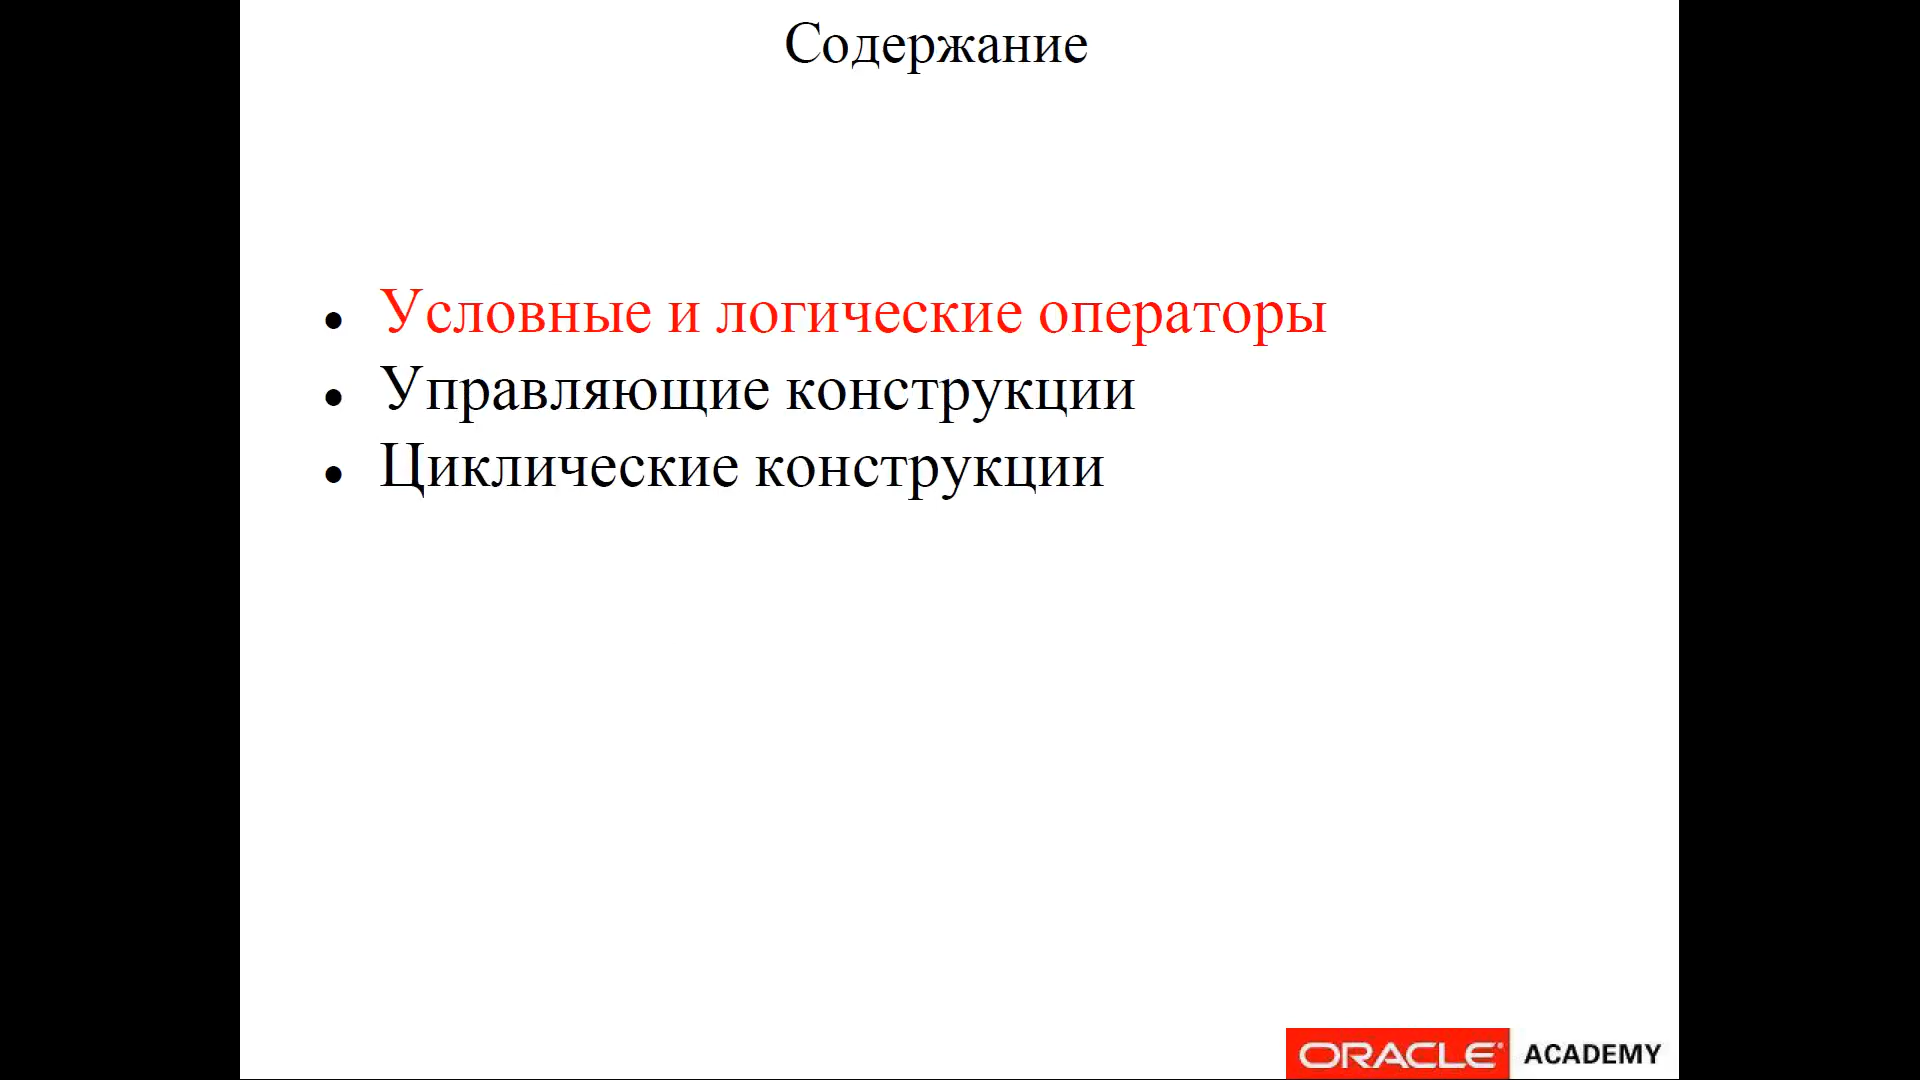 Содержание
• Условные и логические операторы
• Управляющие конструкции
• Циклические конструкции
ORACLE® ACADEMY